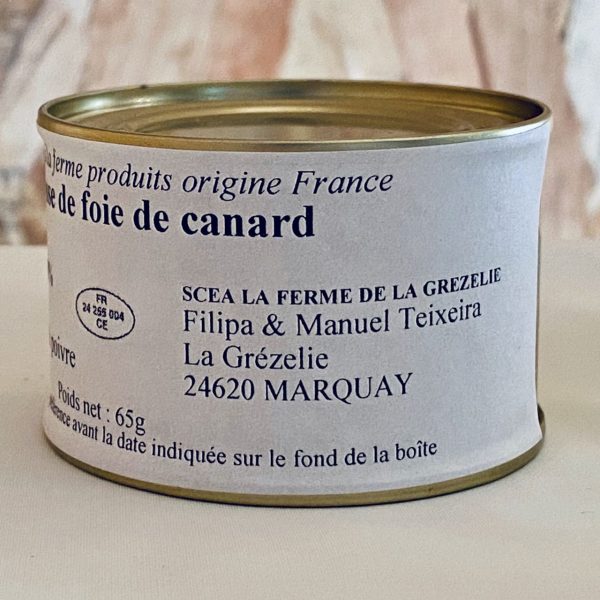 la ferme produits origine France
de foie de canard
%
FR
24 255 004
CE
SCEA LA FERME DE LA GREZELIE
Filipa & Manuel Teixeira
poivre
La Grézelie
24620 MARQUAY
Poids net : 65g
avant la date indiquée sur le fond de la boîte